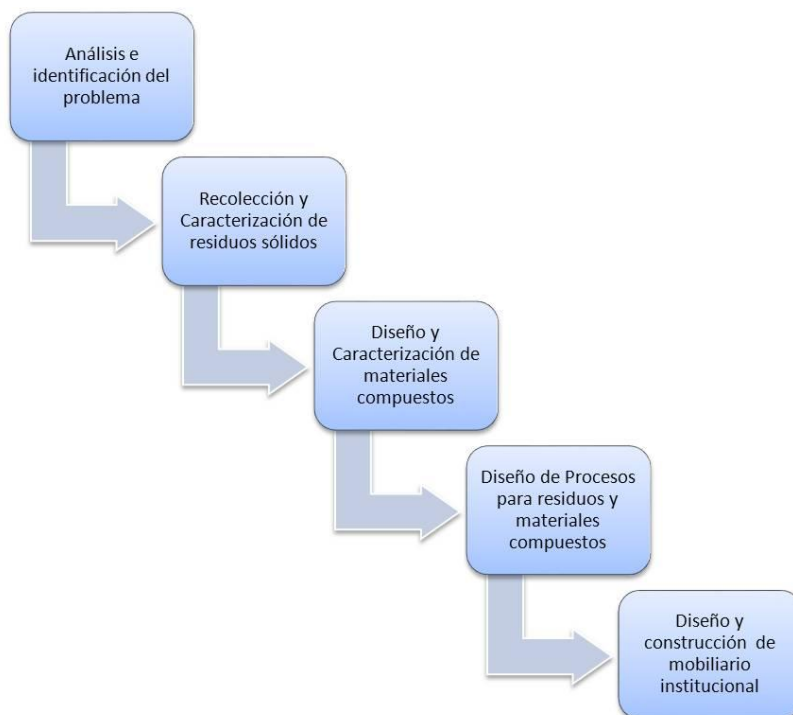 Análisis e
identificación del
problema
Recolección y
Caracterización de
residuos sólidos
Diseño y
Caracterización de
materiales
compuestos
Diseño de Procesos
para residuos y
materiales
compuestos
Diseño y
construcción de
mobiliario
institucional